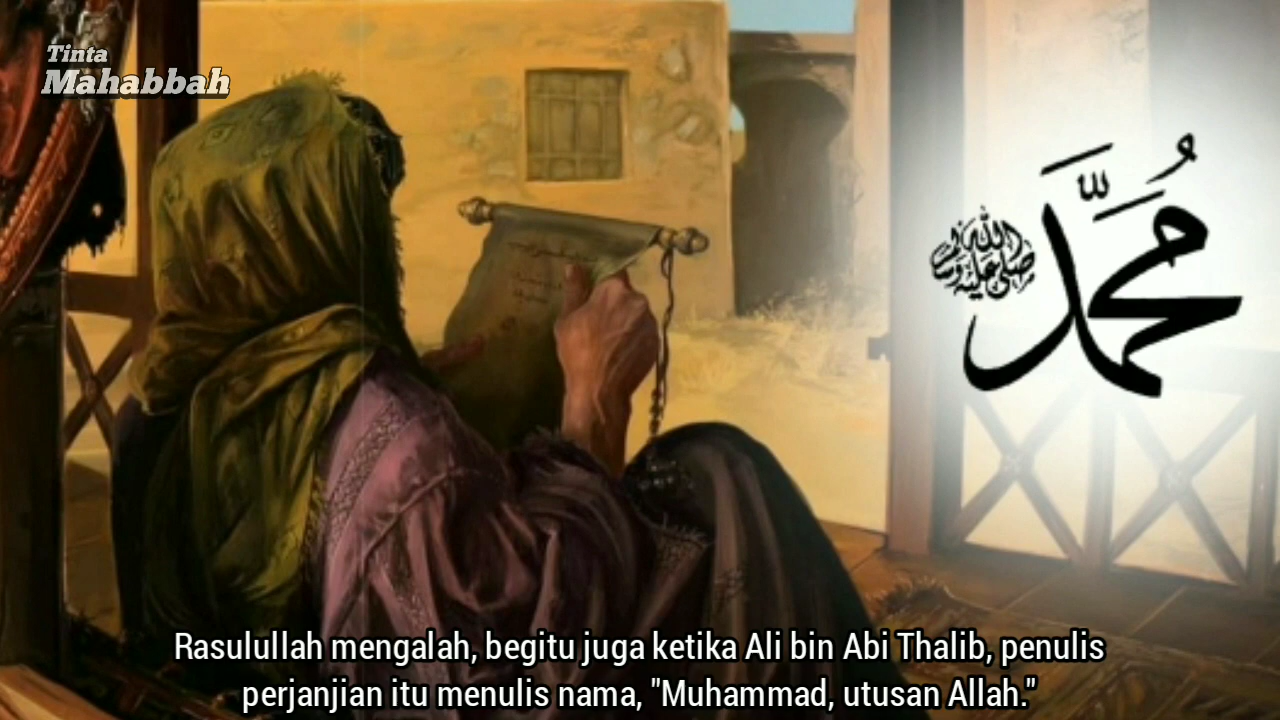 Tinta
Mahabbah
محمد
صلى الله عليه وسلم
Rasulullah mengalah, begitu juga ketika Ali bin Abi Thalib, penulis
perjanjian itu menulis nama, "Muhammad, utusan Allah."